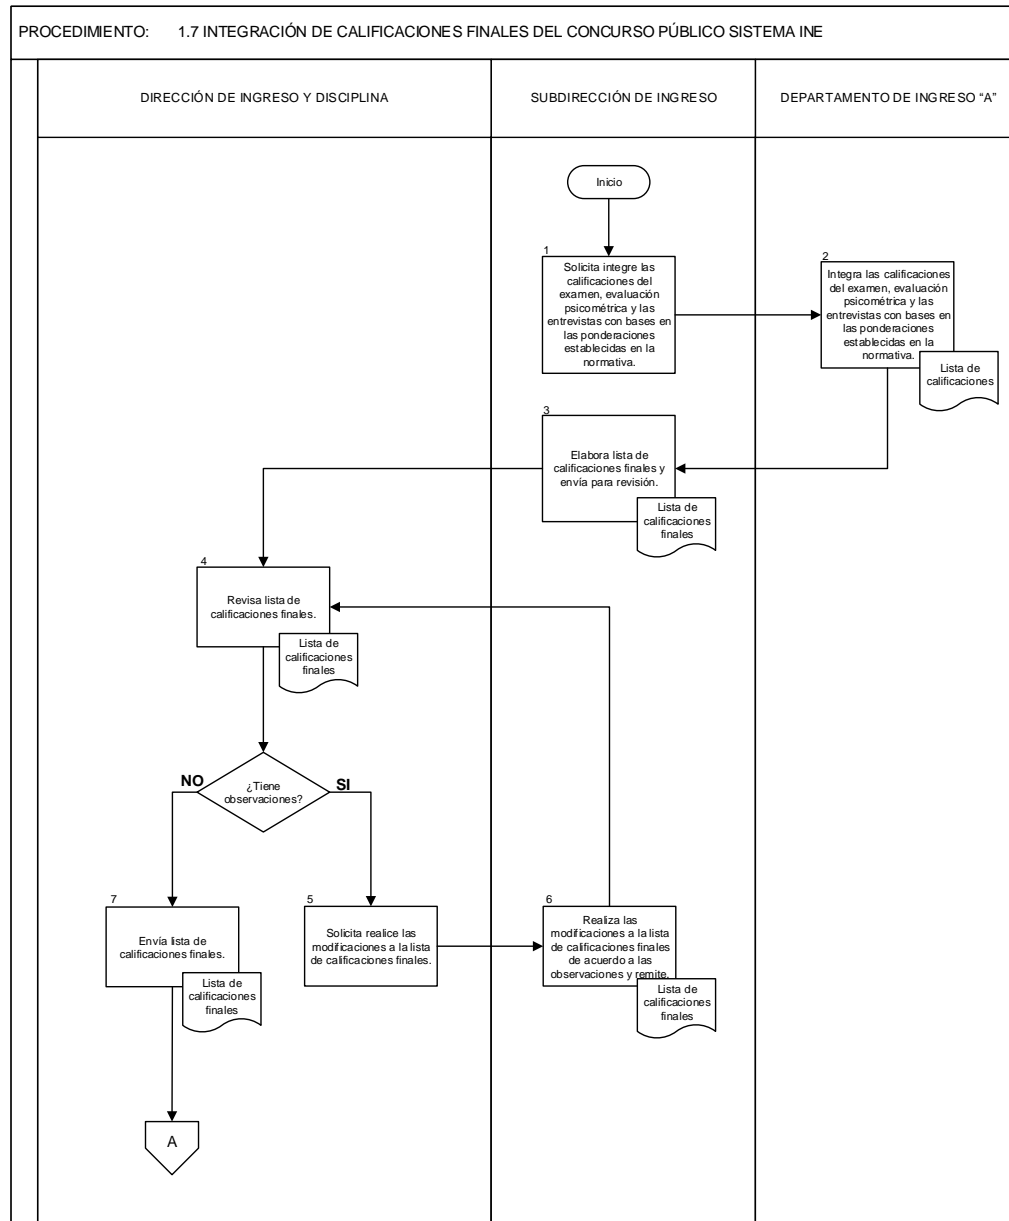 PROCEDIMIENTO: 1.7 INTEGRACIÓN DE CALIFICACIONES FINALES DEL CONCURSO PÚBLICO SISTEMA INE
DIRECCIÓN DE INGRESO Y DISCIPLINA
SUBDIRECCIÓN DE INGRESO
DEPARTAMENTO DE INGRESO “A”
Inicio
1
Solicita integre las
calificaciones del
examen, evaluación
psicométrica y las
entrevistas con bases en
las ponderaciones
establecidas en la
normativa.
2
Integra las calificaciones
del examen, evaluación
psicométrica y las
entrevistas con bases en
las ponderaciones
establecidas en la
normativa.
Lista de
calificaciones
3
Elabora lista de
calificaciones finales y
envía para revisión.
Lista de
calificaciones
finales
4
Revisa lista de
calificaciones finales.
Lista de
calificaciones
finales
¿Tiene
observaciones?
NO
SI
7
Envía lista de
calificaciones finales.
Lista de
calificaciones
finales
5
Solicita realice las
modificaciones a la lista
de calificaciones finales.
6
Realiza las
modificaciones a la lista
de calificaciones finales
de acuerdo a las
observaciones y remite.
Lista de
calificaciones
finales
A